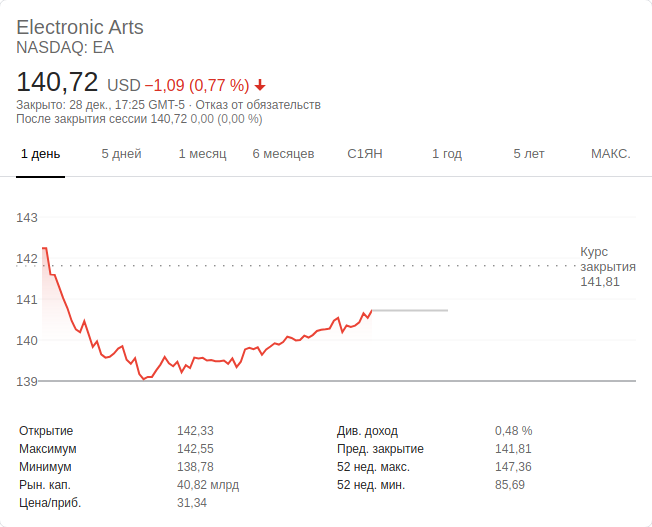 Electronic Arts
NASDAQ: EA
140,72 USD −1,09 (0,77 %)
Закрыто: 28 дек., 17:25 GMT-5 · Отказ от обязательств
После закрытия сессии 140,72 0,00 (0,00 %)
1 день 5 дней 1 месяц 6 месяцев С1ЯН 1 год 5 лет МАКС.
143
142
141
140
139
Курс
закрытия
141,81
Открытие 142,33 Див. доход 0,48 %
Максимум 142,55 Пред. закрытие 141,81
Минимум 138,78 52 нед. макс. 147,36
Рын. кап. 40,82 млрд 52 нед. мин. 85,69
Цена/приб. 31,34